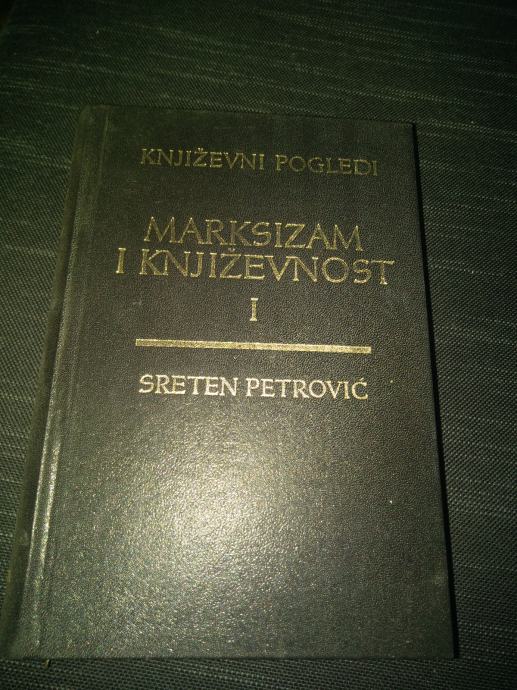 KNJIŽEVNI POGLEDI
MARKSIZAM
I KNJIŽEVNOST
I
SRETEN PETROVIĆ